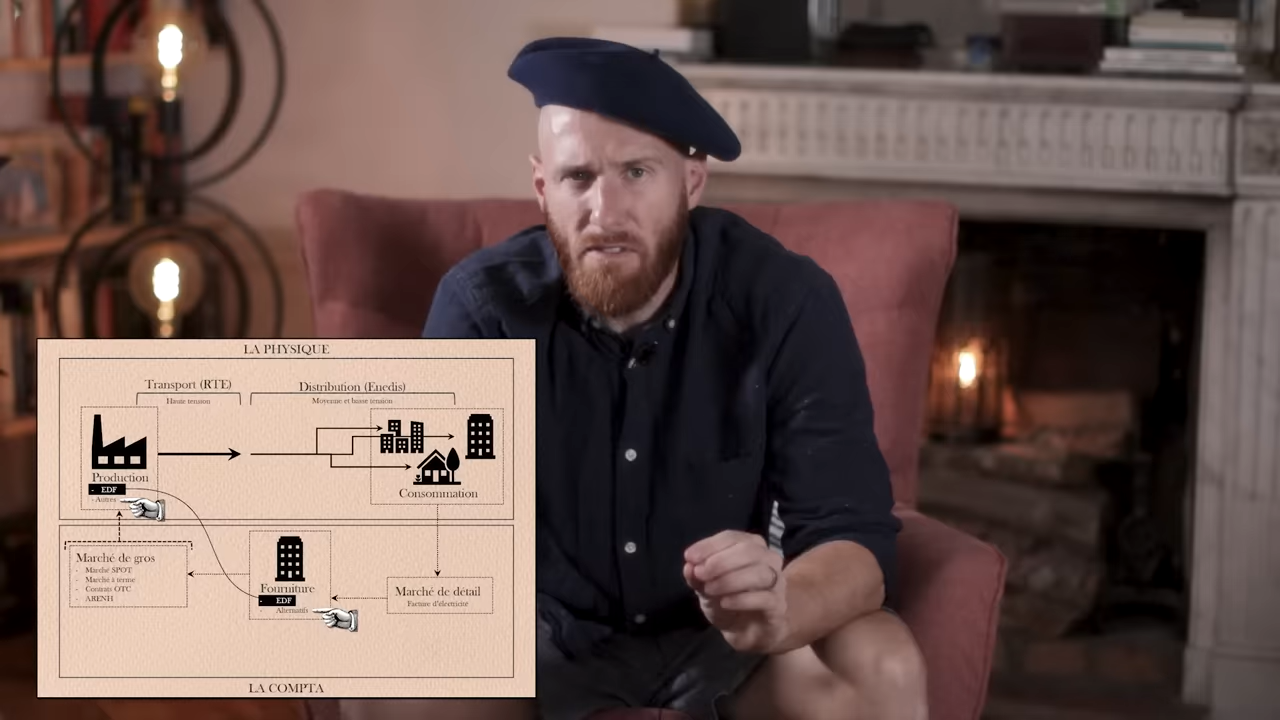 LA PHYSIQUE
Transport (RTE)
Haute tension
Distribution (Enedis)
Moyenne et basse tension
Production
- EDF
- Autres
Consommation
Marché de gros
- Marché SPOT
- Marché à terme
- Contrats OTC
- ARENH
Fourniture
- EDF
- Alternatifs
Marché de détail
Facture d'électricité
LA COMPTA